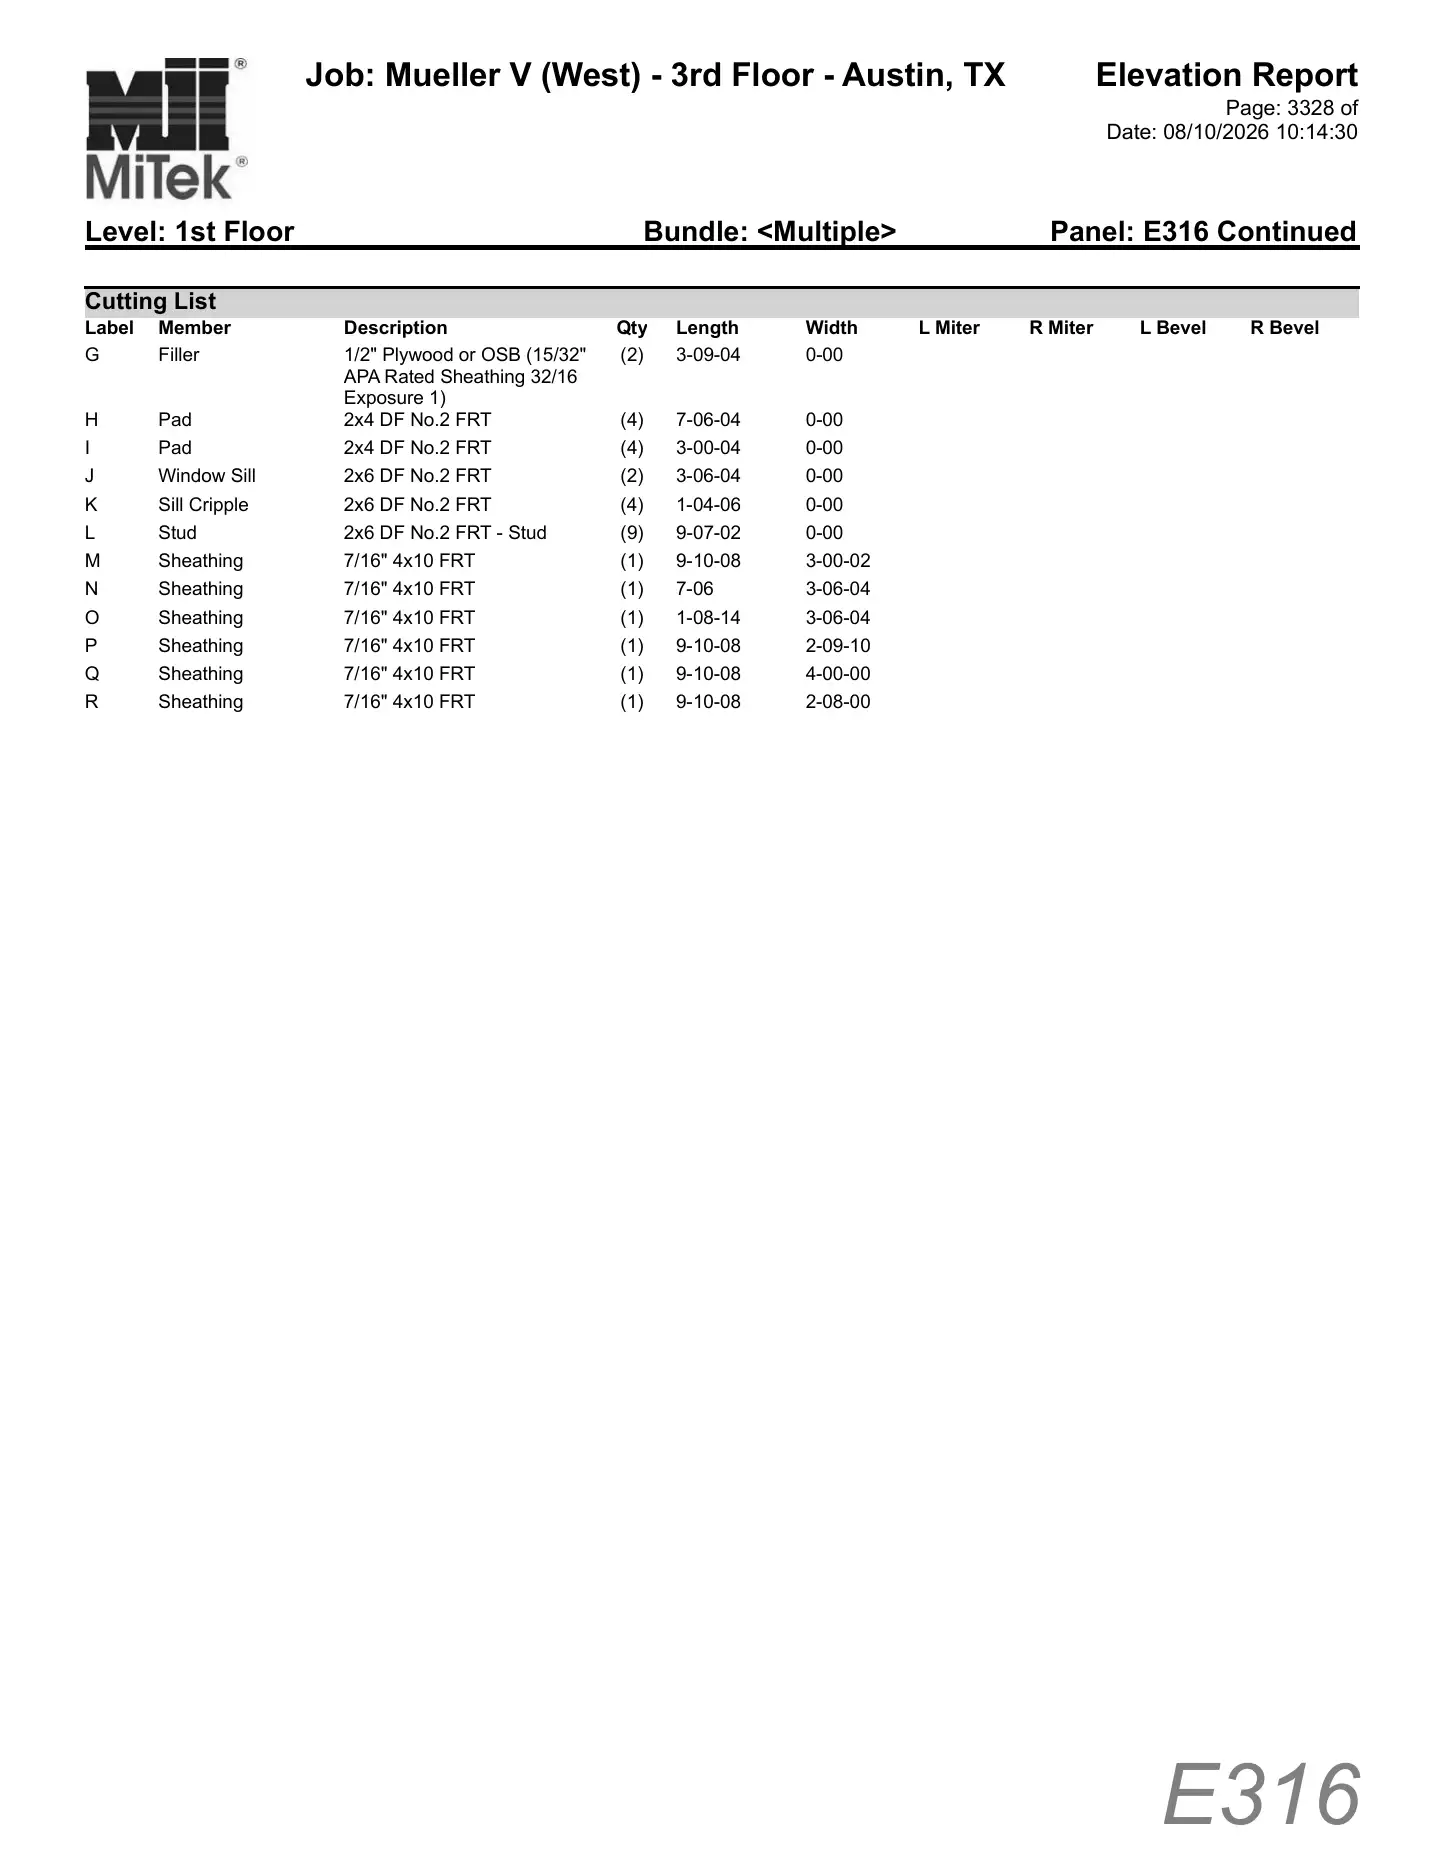 MiTek ®
®
Job: Mueller V (West) - 3rd Floor - Austin, TX
Elevation Report
Page: 3328 of
Date: 08/10/2026 10:14:30
Level: 1st Floor Bundle: <Multiple> Panel: E316 Continued
Cutting List
Label Member Description Qty Length Width L Miter R Miter L Bevel R Bevel
G Filler 1/2" Plywood or OSB (15/32" (2) 3-09-04 0-00
APA Rated Sheathing 32/16
Exposure 1)
H Pad 2x4 DF No.2 FRT (4) 7-06-04 0-00
I Pad 2x4 DF No.2 FRT (4) 3-00-04 0-00
J Window Sill 2x6 DF No.2 FRT (2) 3-06-04 0-00
K Sill Cripple 2x6 DF No.2 FRT (4) 1-04-06 0-00
L Stud 2x6 DF No.2 FRT - Stud (9) 9-07-02 0-00
M Sheathing 7/16" 4x10 FRT (1) 9-10-08 3-00-02
N Sheathing 7/16" 4x10 FRT (1) 7-06 3-06-04
O Sheathing 7/16" 4x10 FRT (1) 1-08-14 3-06-04
P Sheathing 7/16" 4x10 FRT (1) 9-10-08 2-09-10
Q Sheathing 7/16" 4x10 FRT (1) 9-10-08 4-00-00
R Sheathing 7/16" 4x10 FRT (1) 9-10-08 2-08-00
E316